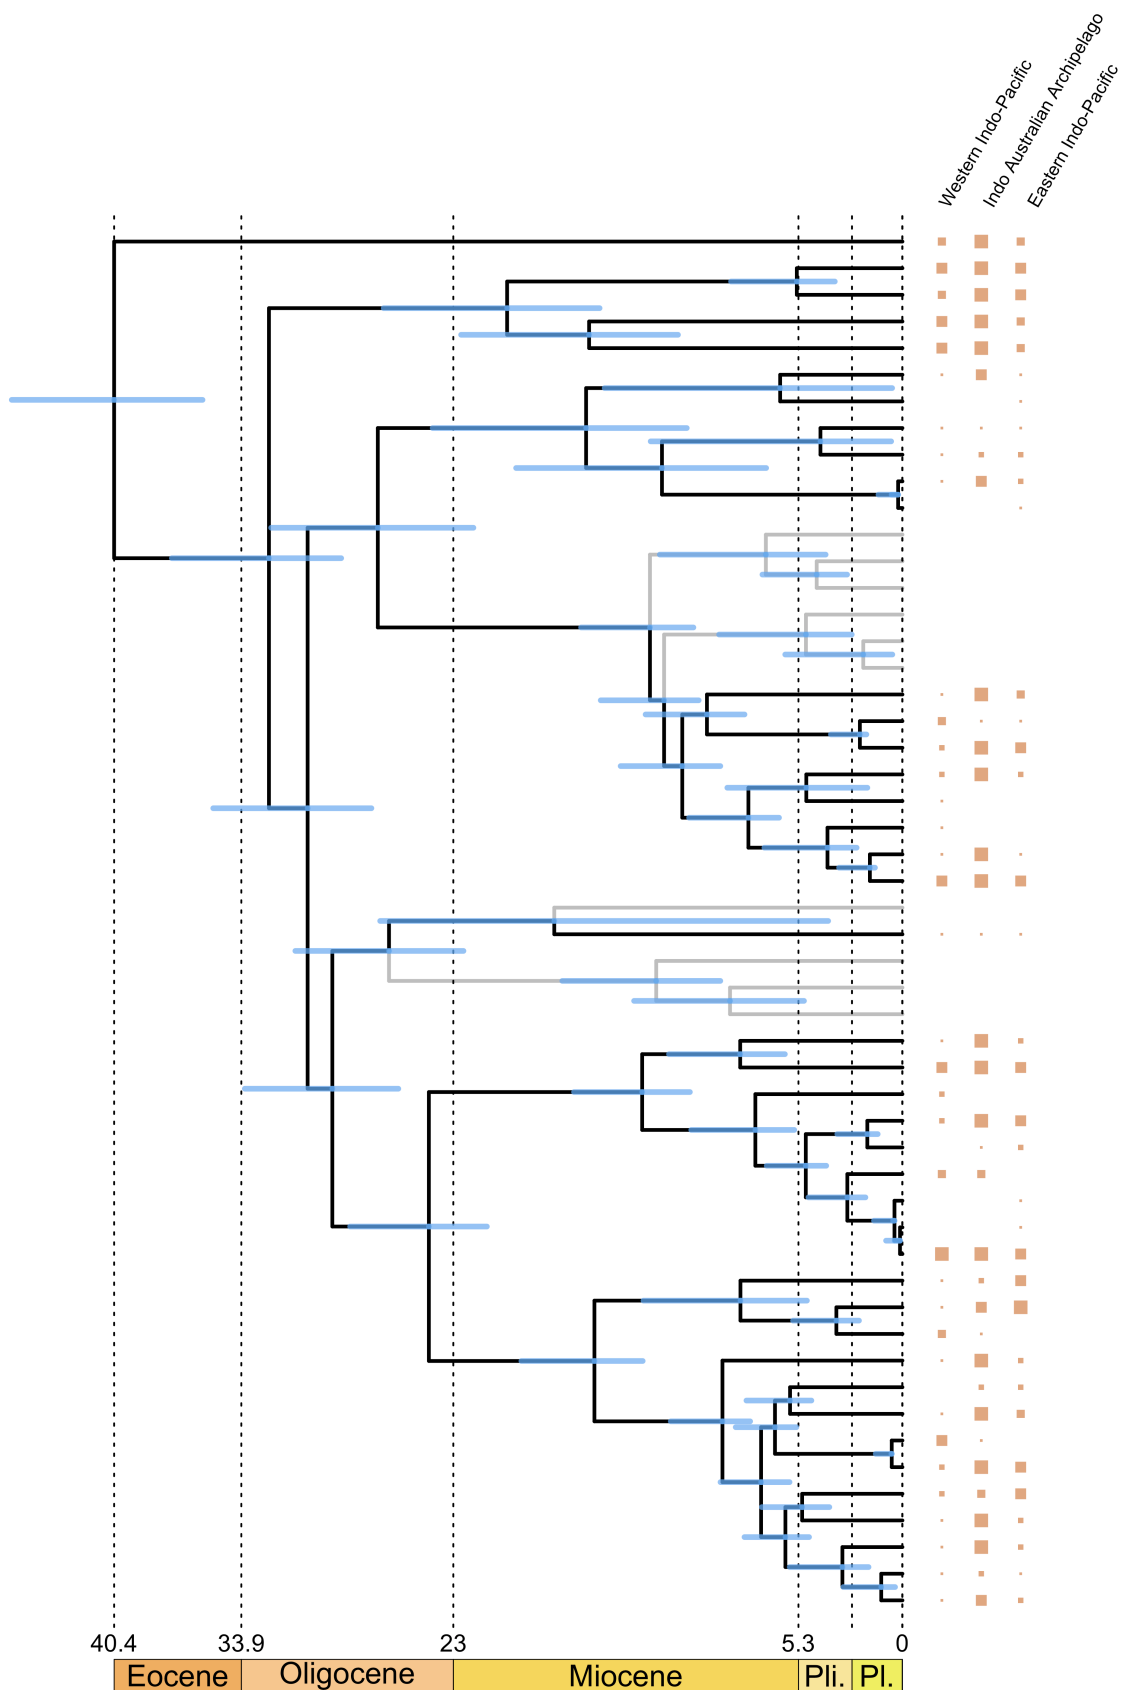 Western Indo-Pacific
Indo Australian Archipelago
Eastern Indo-Pacific
40.4 33.9 23 5.3 0
Eocene Oligocene Miocene Pli. Pl.